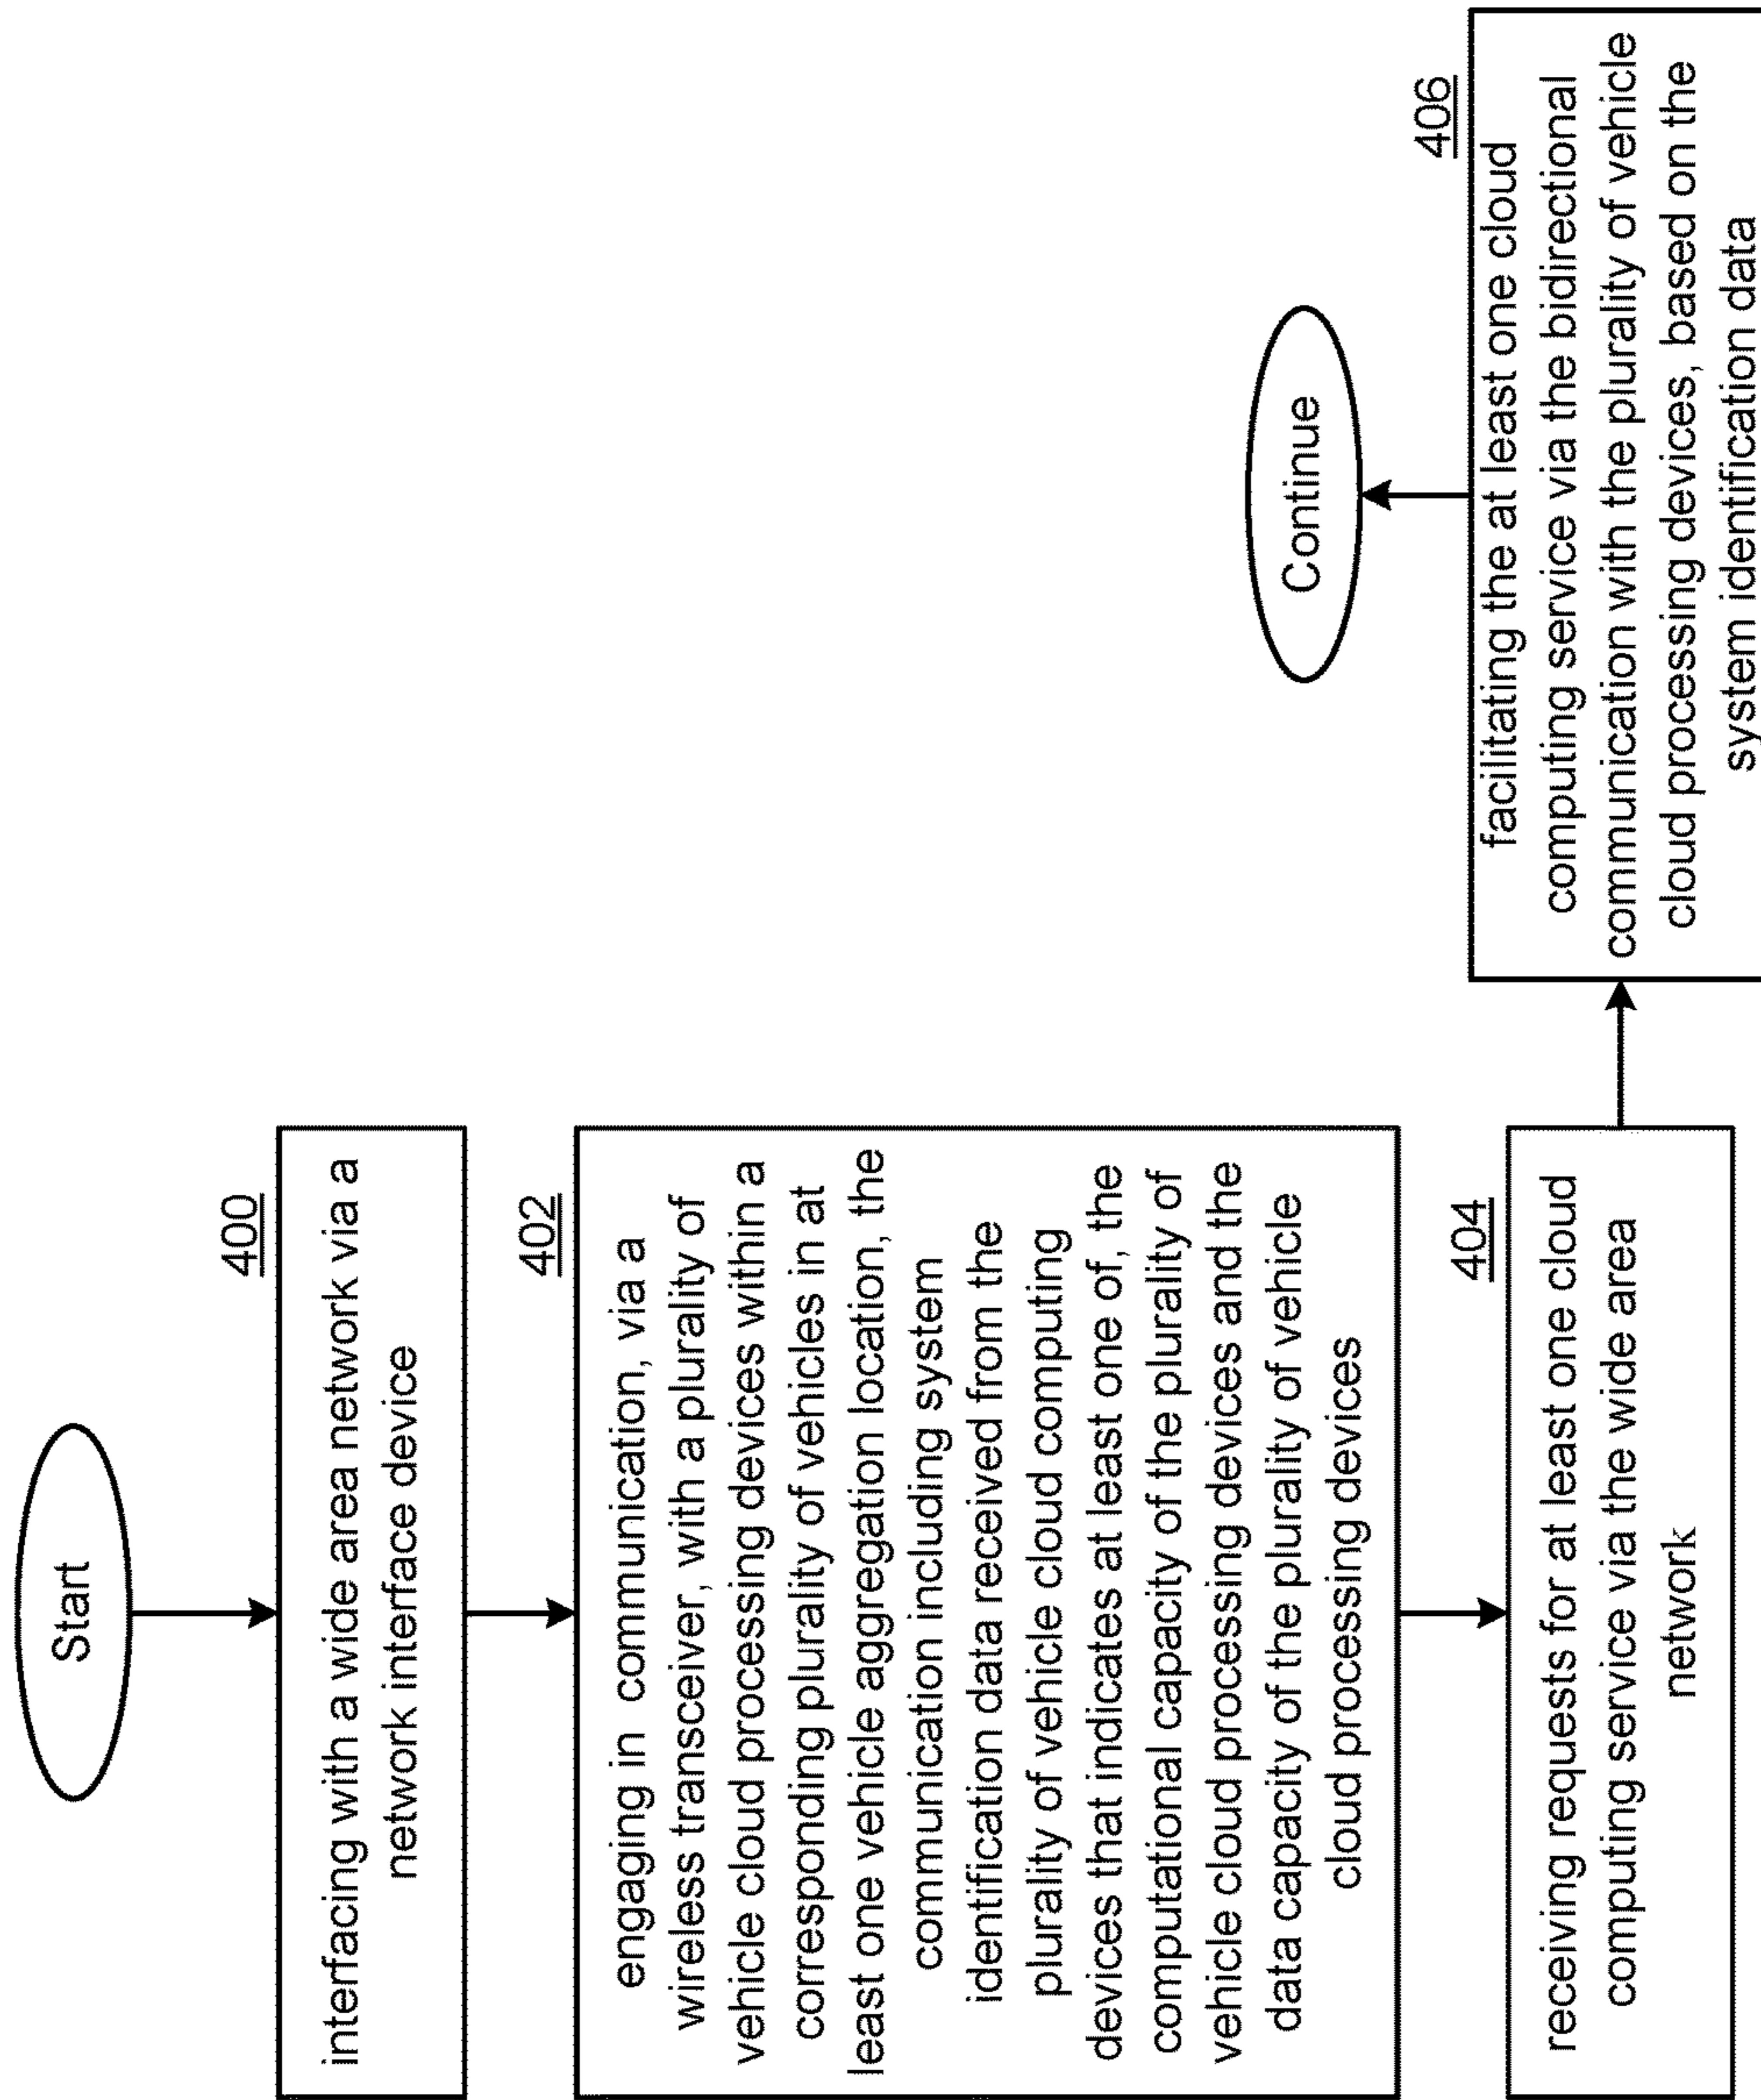 Start
400
interfacing with a wide area network via a
network interface device
402
engaging in communication, via a
wireless transceiver, with a plurality of
vehicle cloud processing devices within a
corresponding plurality of vehicles in at
least one vehicle aggregation location, the
communication including system
identification data received from the
plurality of vehicle cloud computing
devices that indicates at least one of, the
computational capacity of the plurality of
vehicle cloud processing devices and the
data capacity of the plurality of vehicle
cloud processing devices
404
receiving requests for at least one cloud
computing service via the wide area
network
406
facilitating the at least one cloud
computing service via the bidirectional
communication with the plurality of vehicle
cloud processing devices, based on the
system identification data
Continue